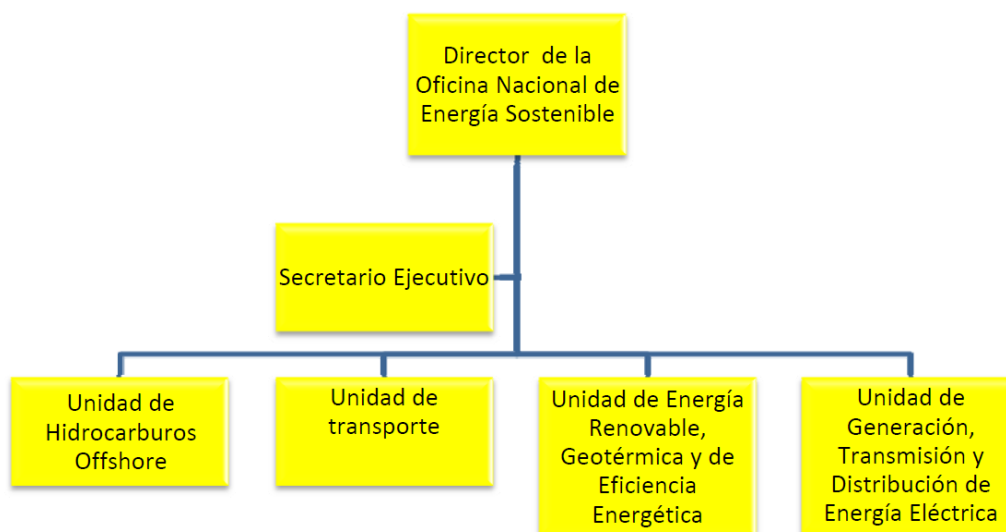 Director de la
Oficina Nacional de
Energía Sostenible
Secretario Ejecutivo
Unidad de
Hidrocarburos
Offshore
Unidad de
transporte
Unidad de Energía
Renovable,
Geotérmica y de
Eficiencia
Energética
Unidad de
Generación,
Transmisión y
Distribución de
Energía Eléctrica